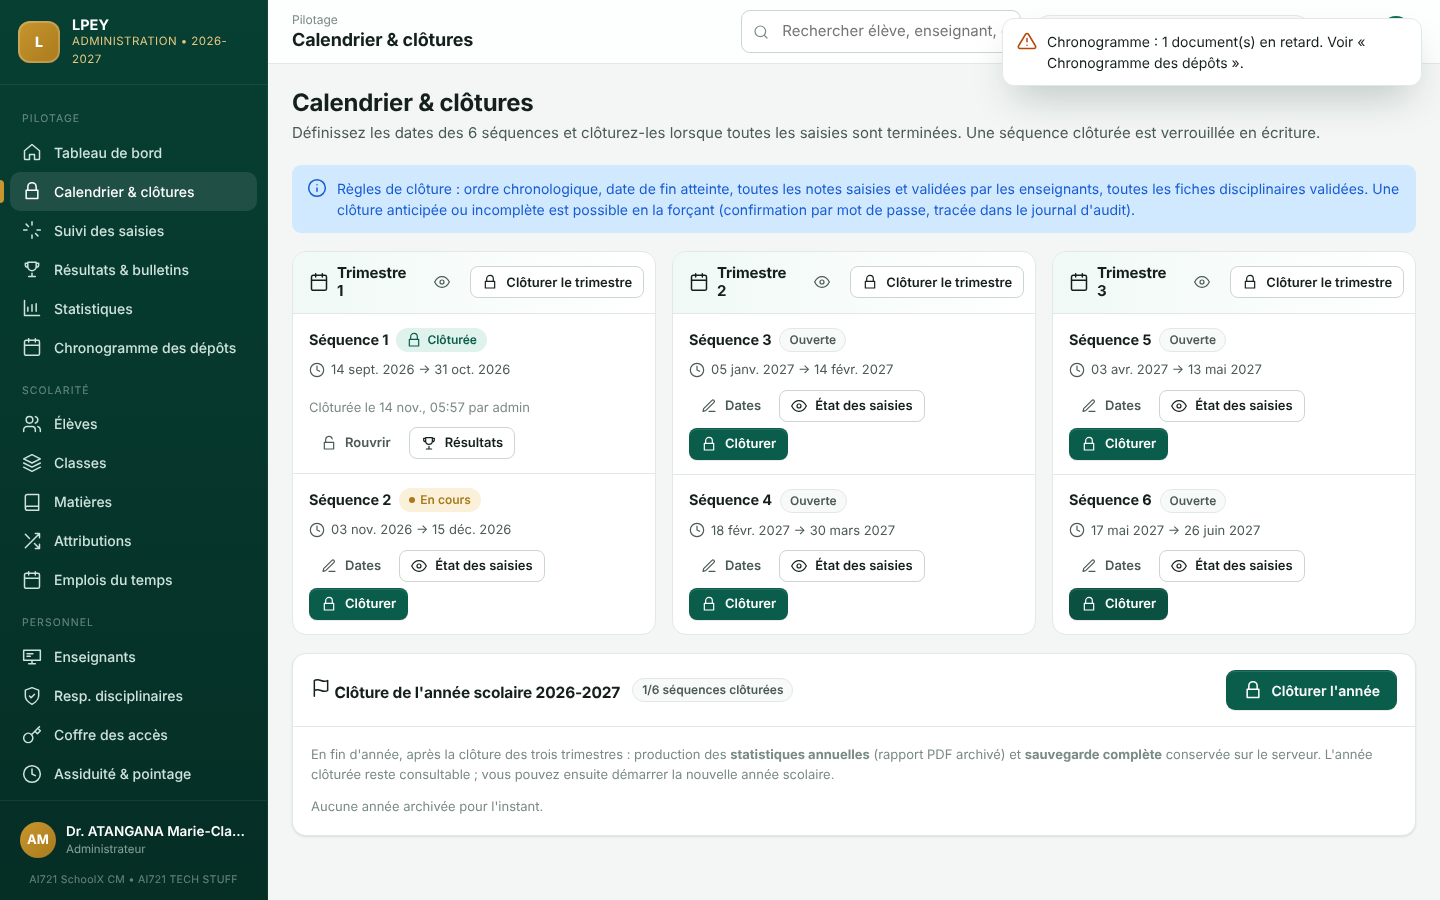 L
LPEY
ADMINISTRATION • 2026-
2027
PILOTAGE
Tableau de bord
Calendrier & clôtures
Suivi des saisies
Résultats & bulletins
Statistiques
Chronogramme des dépôts
SCOLARITÉ
Élèves
Classes
Matières
Attributions
Emplois du temps
PERSONNEL
Enseignants
Resp. disciplinaires
Coffre des accès
Assiduité & pointage
AM
Dr. ATANGANA Marie-Cla...
Administrateur
AI721 SchoolX CM • AI721 TECH STUFF
Pilotage
Calendrier & clôtures
Rechercher élève, enseignant,
Chronogramme : 1 document(s) en retard. Voir «
Chronogramme des dépôts ».
Calendrier & clôtures
Définissez les dates des 6 séquences et clôturez-les lorsque toutes les saisies sont terminées. Une séquence clôturée est verrouillée en écriture.
Règles de clôture : ordre chronologique, date de fin atteinte, toutes les notes saisies et validées par les enseignants, toutes les fiches disciplinaires validées. Une
clôture anticipée ou incomplète est possible en la forçant (confirmation par mot de passe, tracée dans le journal d'audit).
Trimestre
1
Clôturer le trimestre
Séquence 1 Clôturée
14 sept. 2026 → 31 oct. 2026
Clôturée le 14 nov., 05:57 par admin
Rouvrir Résultats
Séquence 2 En cours
03 nov. 2026 → 15 déc. 2026
Dates État des saisies
Clôturer
Trimestre
2
Clôturer le trimestre
Séquence 3 Ouverte
05 janv. 2027 → 14 févr. 2027
Dates État des saisies
Clôturer
Séquence 4 Ouverte
18 févr. 2027 → 30 mars 2027
Dates État des saisies
Clôturer
Trimestre
3
Clôturer le trimestre
Séquence 5 Ouverte
03 avr. 2027 → 13 mai 2027
Dates État des saisies
Clôturer
Séquence 6 Ouverte
17 mai 2027 → 26 juin 2027
Dates État des saisies
Clôturer
Clôture de l'année scolaire 2026-2027 1/6 séquences clôturées
Clôturer l'année
En fin d'année, après la clôture des trois trimestres : production des statistiques annuelles (rapport PDF archivé) et sauvegarde complète conservée sur le serveur. L'année
clôturée reste consultable ; vous pouvez ensuite démarrer la nouvelle année scolaire.
Aucune année archivée pour l'instant.